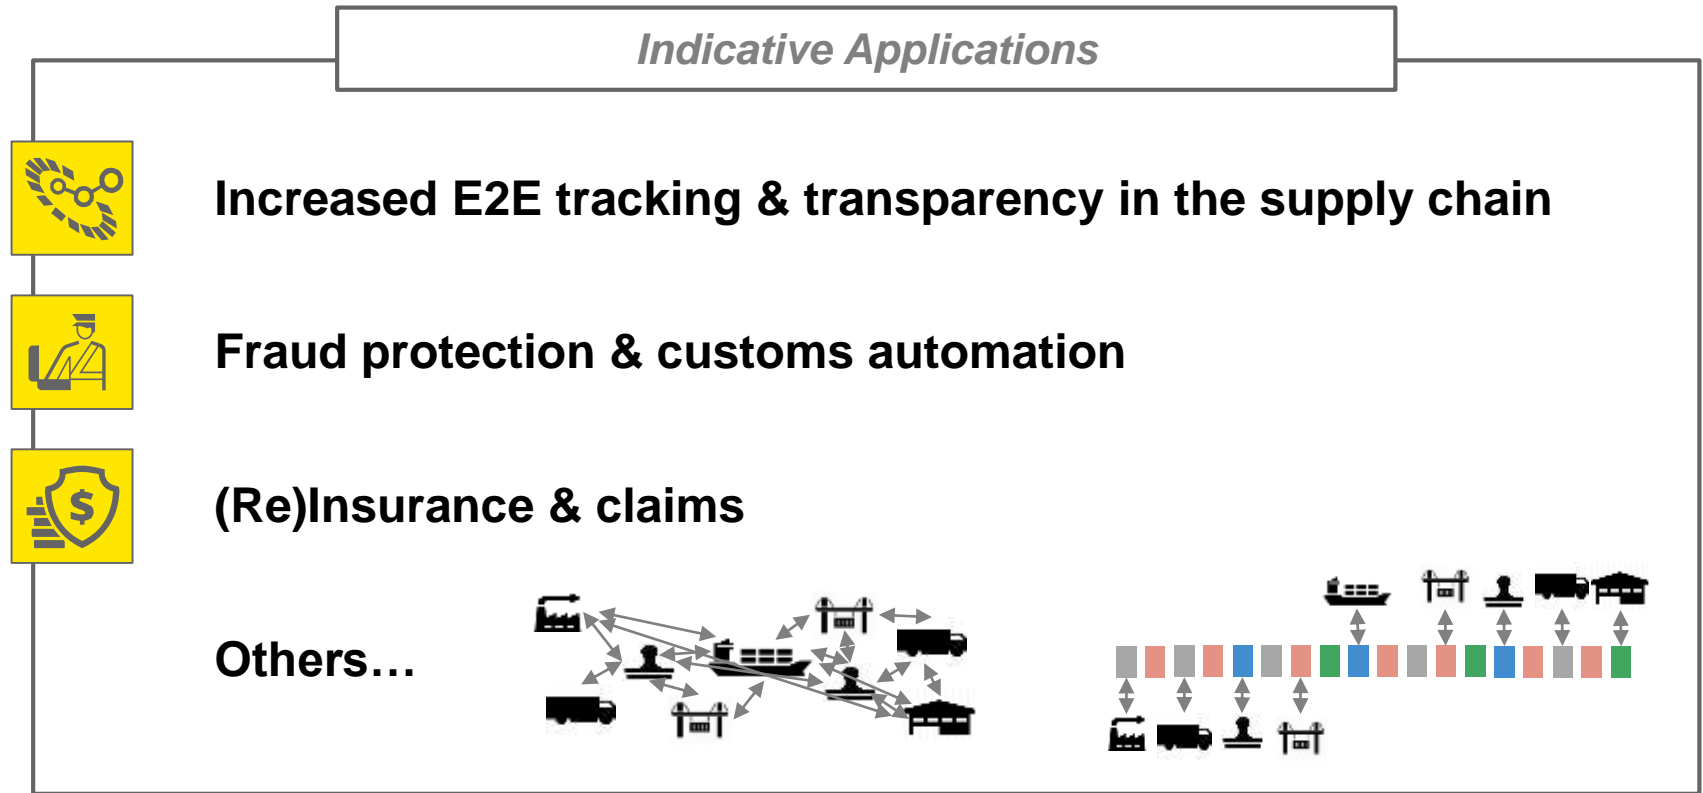 Indicative Applications
Increased E2E tracking & transparency in the supply chain
Fraud protection & customs automation
(Re)Insurance & claims
$
Others…